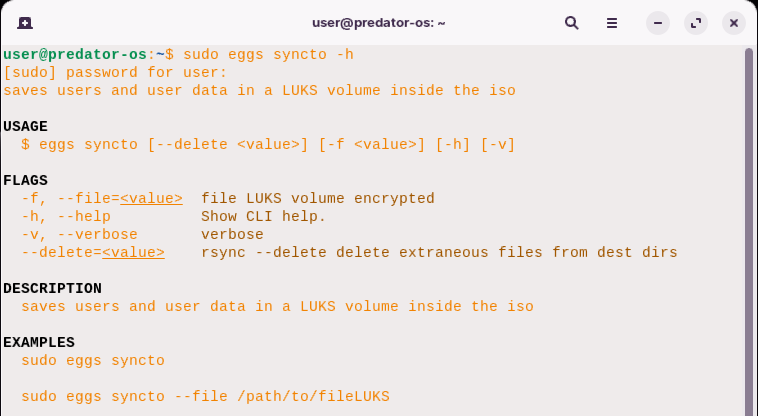 user@predator-os: ~
user@predator-os:~$ sudo eggs syncto -h
[sudo] password for user:
saves users and user data in a LUKS volume inside the iso
USAGE
$ eggs syncto [--delete <value>] [-f <value>] [-h] [-v]
FLAGS
-f, --file=<value>  file LUKS volume encrypted
-h, --help          Show CLI help.
-v, --verbose       verbose
--delete=<value>    rsync --delete delete extraneous files from dest dirs
DESCRIPTION
saves users and user data in a LUKS volume inside the iso
EXAMPLES
sudo eggs syncto
sudo eggs syncto --file /path/to/fileLUKS